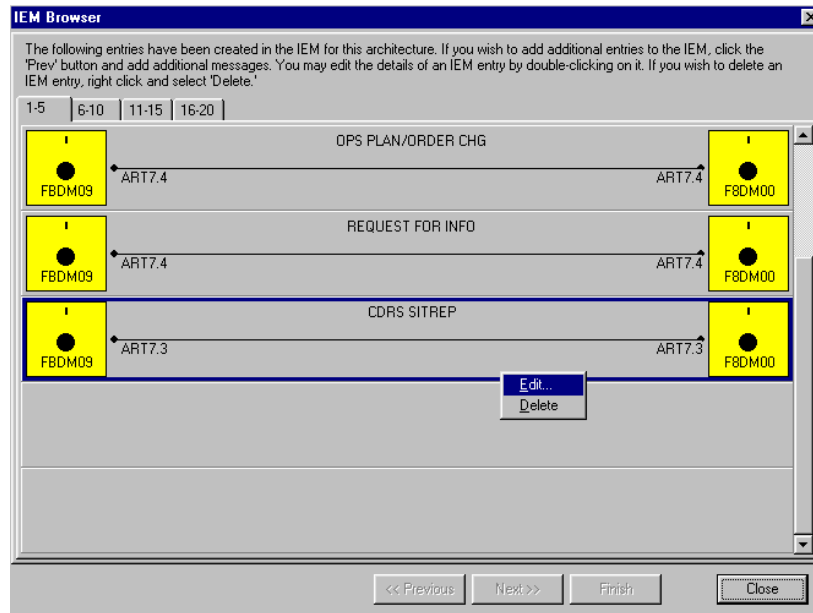 IEM Browser
The following entries have been created in the IEM for this architecture. If you wish to add additional entries to the IEM, click the
'Prev' button and add additional messages. You may edit the details of an IEM entry by double-clicking on it. If you wish to delete an
IEM entry, right click and select 'Delete.'
1-5 6-10 11-15 16-20
OPS PLAN/ORDER CHG
ART7.4 ART7.4
FBDM09 F8DM00
REQUEST FOR INFO
ART7.4 ART7.4
FBDM09 F8DM00
CDRS SITREP
ART7.3 ART7.3
FBDM09 F8DM00
Edit...
Delete
<< Previous Next >> Finish Close